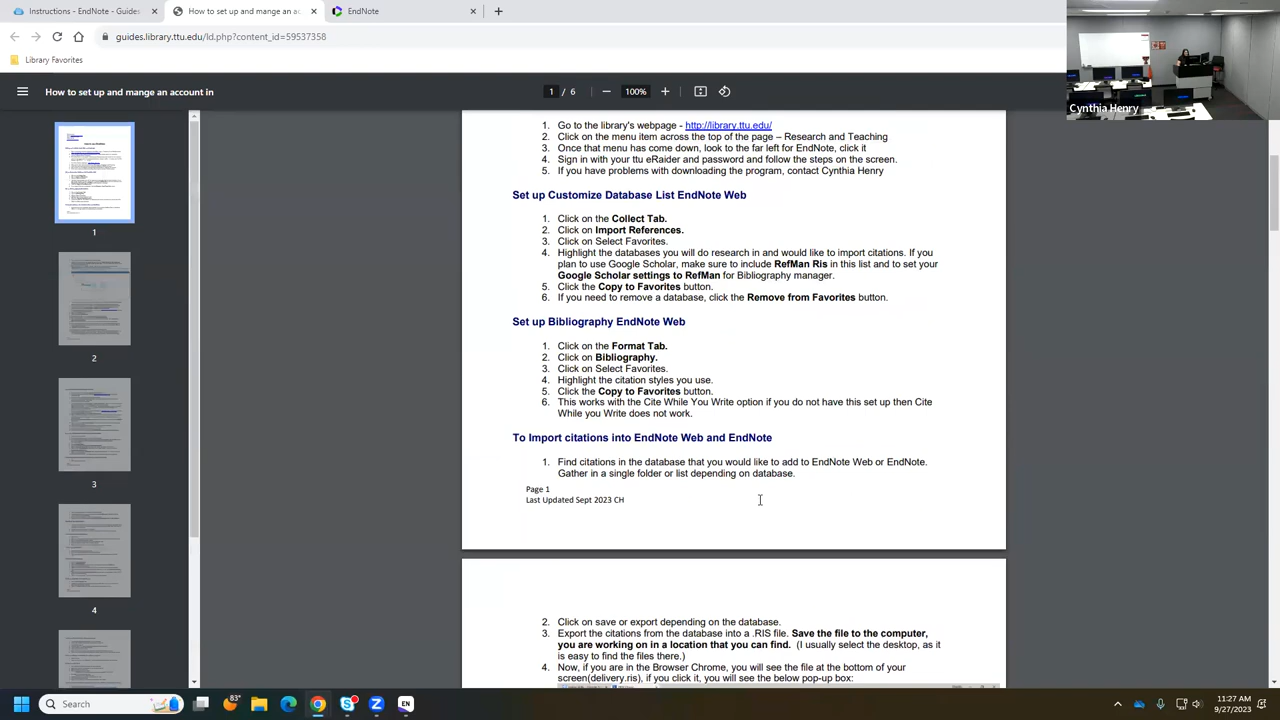 Instructions - EndNote - Guides
How to set up and mange an ac
EndNote
guides.library.ttu.edu/ld.php?content_id=59537358
Library Favorites
How to set up and mange an account in
1 / 6
100%
Cynthia Henry
1. Go to the library's webpage - http://library.ttu.edu/
2. Click on the menu item across the top of the page – Research and Teaching
3. Once that menu has come down, look to the far left for EndNote, click it
Sign in with your ttu eRaider and password and follow the steps on the screen.
5. If you have problems with downloading the program, contact Cynthia Henry
Set up Customize Database List EndNote Web
1. Click on the Collect Tab.
2. Click on Import References.
3. Click on Select Favorites.
4. Highlight the databases you will do research in and would like to import citations. If you
plan to use Google Scholar, make sure to include RefMan Ris in this list and to set your
Google Scholar settings to RefMan for Bibliography manager.
5. Click the Copy to Favorites button.
6. If you need to remove a database, click the Remove from Favorites button.
Set up Bibliography EndNote Web
1. Click on the Format Tab.
2. Click on Bibliography.
3. Click on Select Favorites.
4. Highlight the citation styles you use.
5. Click the Copy to Favorites button.
6. This works with the Cite While You Write option if you do not have this set up then Cite
While you Write does not work.
To Import citations into EndNote Web and EndNote
1. Find citations in the database that you would like to add to EndNote Web or EndNote.
Gather in a single folder or list depending on database.
Page 1
Last Updated Sept 2023 CH
2. Click on save or export depending on the database.
3. Export the citations from the database into a .RIS file. Save the file to the computer,
you are working on in a location that you can find. (I usually select the desktop, as it
is easy to find the files there.)
4. Now, if you are in the Browser Chrome, you will see the file at the bottom of your
screen(delivery.ris), if you click it, you will see the below pop-up box:
1
2
3
4
Search
83°
EN
11:27 AM
9/27/2023